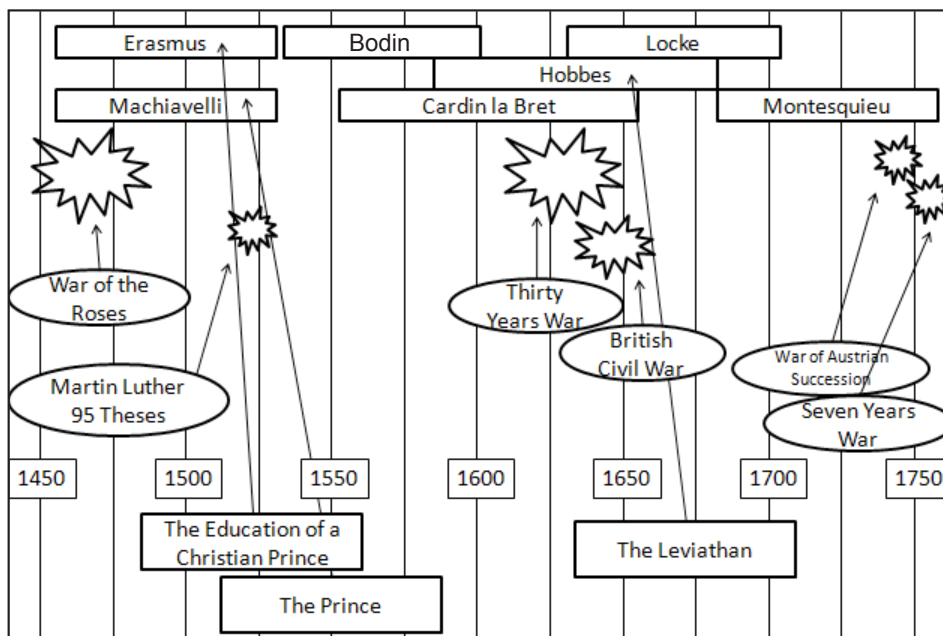 Erasmus
Bodin
Locke
Hobbes
Machiavelli
Cardin la Bret
Montesquieu
War of the
Roses
Thirty
Years War
British
Civil War
War of Austrian
Succession
Martin Luther
95 Theses
Seven Years
War
1450
1500
1550
1600
1650
1700
1750
The Education of a
Christian Prince
The Leviathan
The Prince